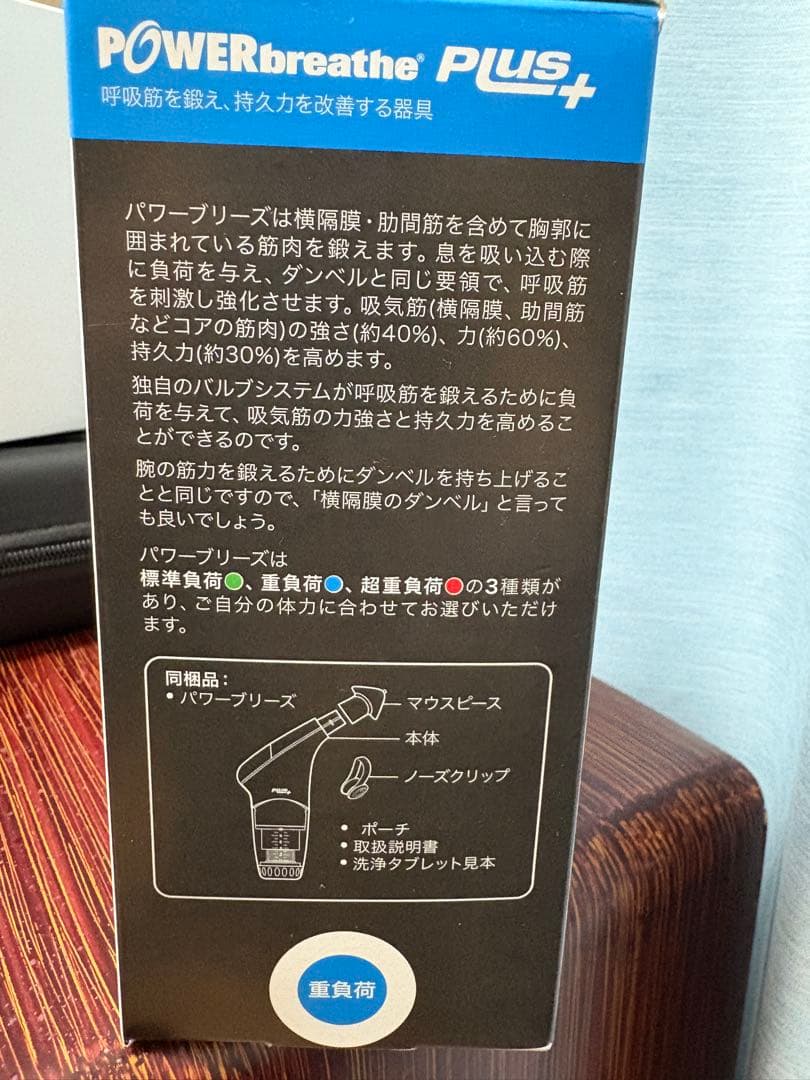 POWERbreathe® PLUS+
呼吸筋を鍛え、持久力を改善する器具
パワーブリーズは横隔膜・肋間筋を含めて胸郭に
囲まれている筋肉を鍛えます。息を吸い込む際
に負荷を与え、ダンベルと同じ要領で、呼吸筋
を刺激し強化させます。吸気筋(横隔膜、助間筋
などコアの筋肉)の強さ(約40%)、力(約60%)、
持久力(約30%)を高めます。
独自のバルブシステムが呼吸筋を鍛えるために負
荷を与えて、吸気筋の力強さと持久力を高めるこ
とができるのです。
腕の筋力を鍛えるためにダンベルを持ち上げるこ
とと同じですので、「横隔膜のダンベル」と言って
も良いでしょう。
パワーブリーズは
標準負荷●、重負荷●、超重負荷●の3種類が
あり、ご自分の体力に合わせてお選びいただけ
ます。
同梱品：
• パワーブリーズ
マウスピース
本体
ノーズクリップ
PLUS+
• ポーチ
• 取扱説明書
• 洗浄タブレット見本
重負荷